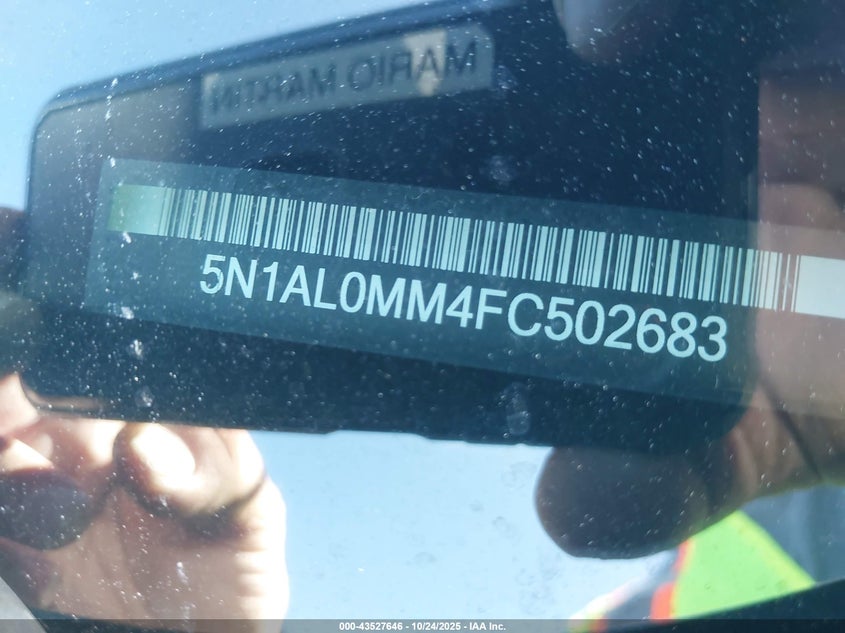 MARIO MARTIN
5N1AL0MM4FC502683
000-43527646 - 10/24/2025 - IAA Inc.